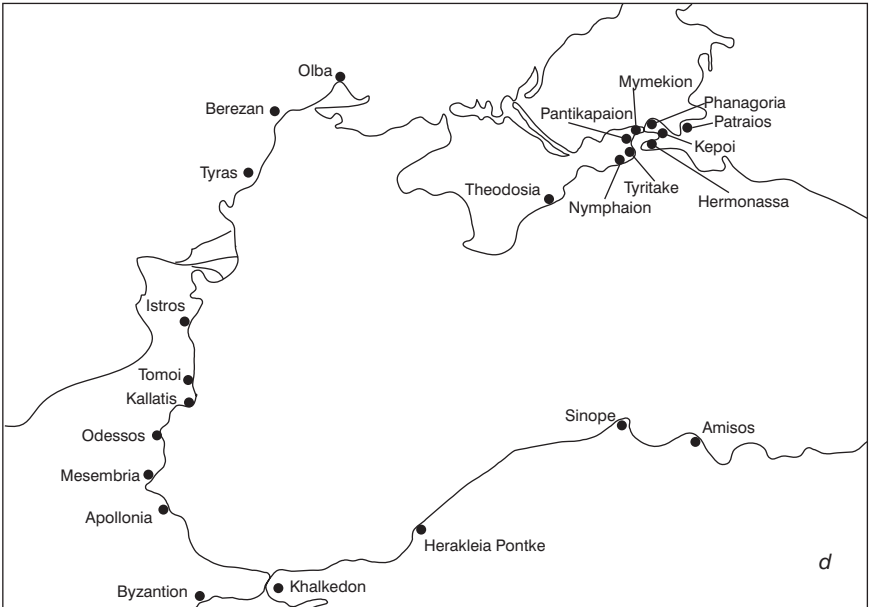 Olba
Mymekion
Berezan
Pantikapaion
Phanagoria
Patraios
Kepoi
Tyras
Theodosia
Tyritake
Nymphaion
Hermonassa
Istros
Tomoi
Kallatis
Odessos
Sinope
Amisos
Mesembria
Apollonia
Herakleia Pontke
d
Byzantion
Khalkedon